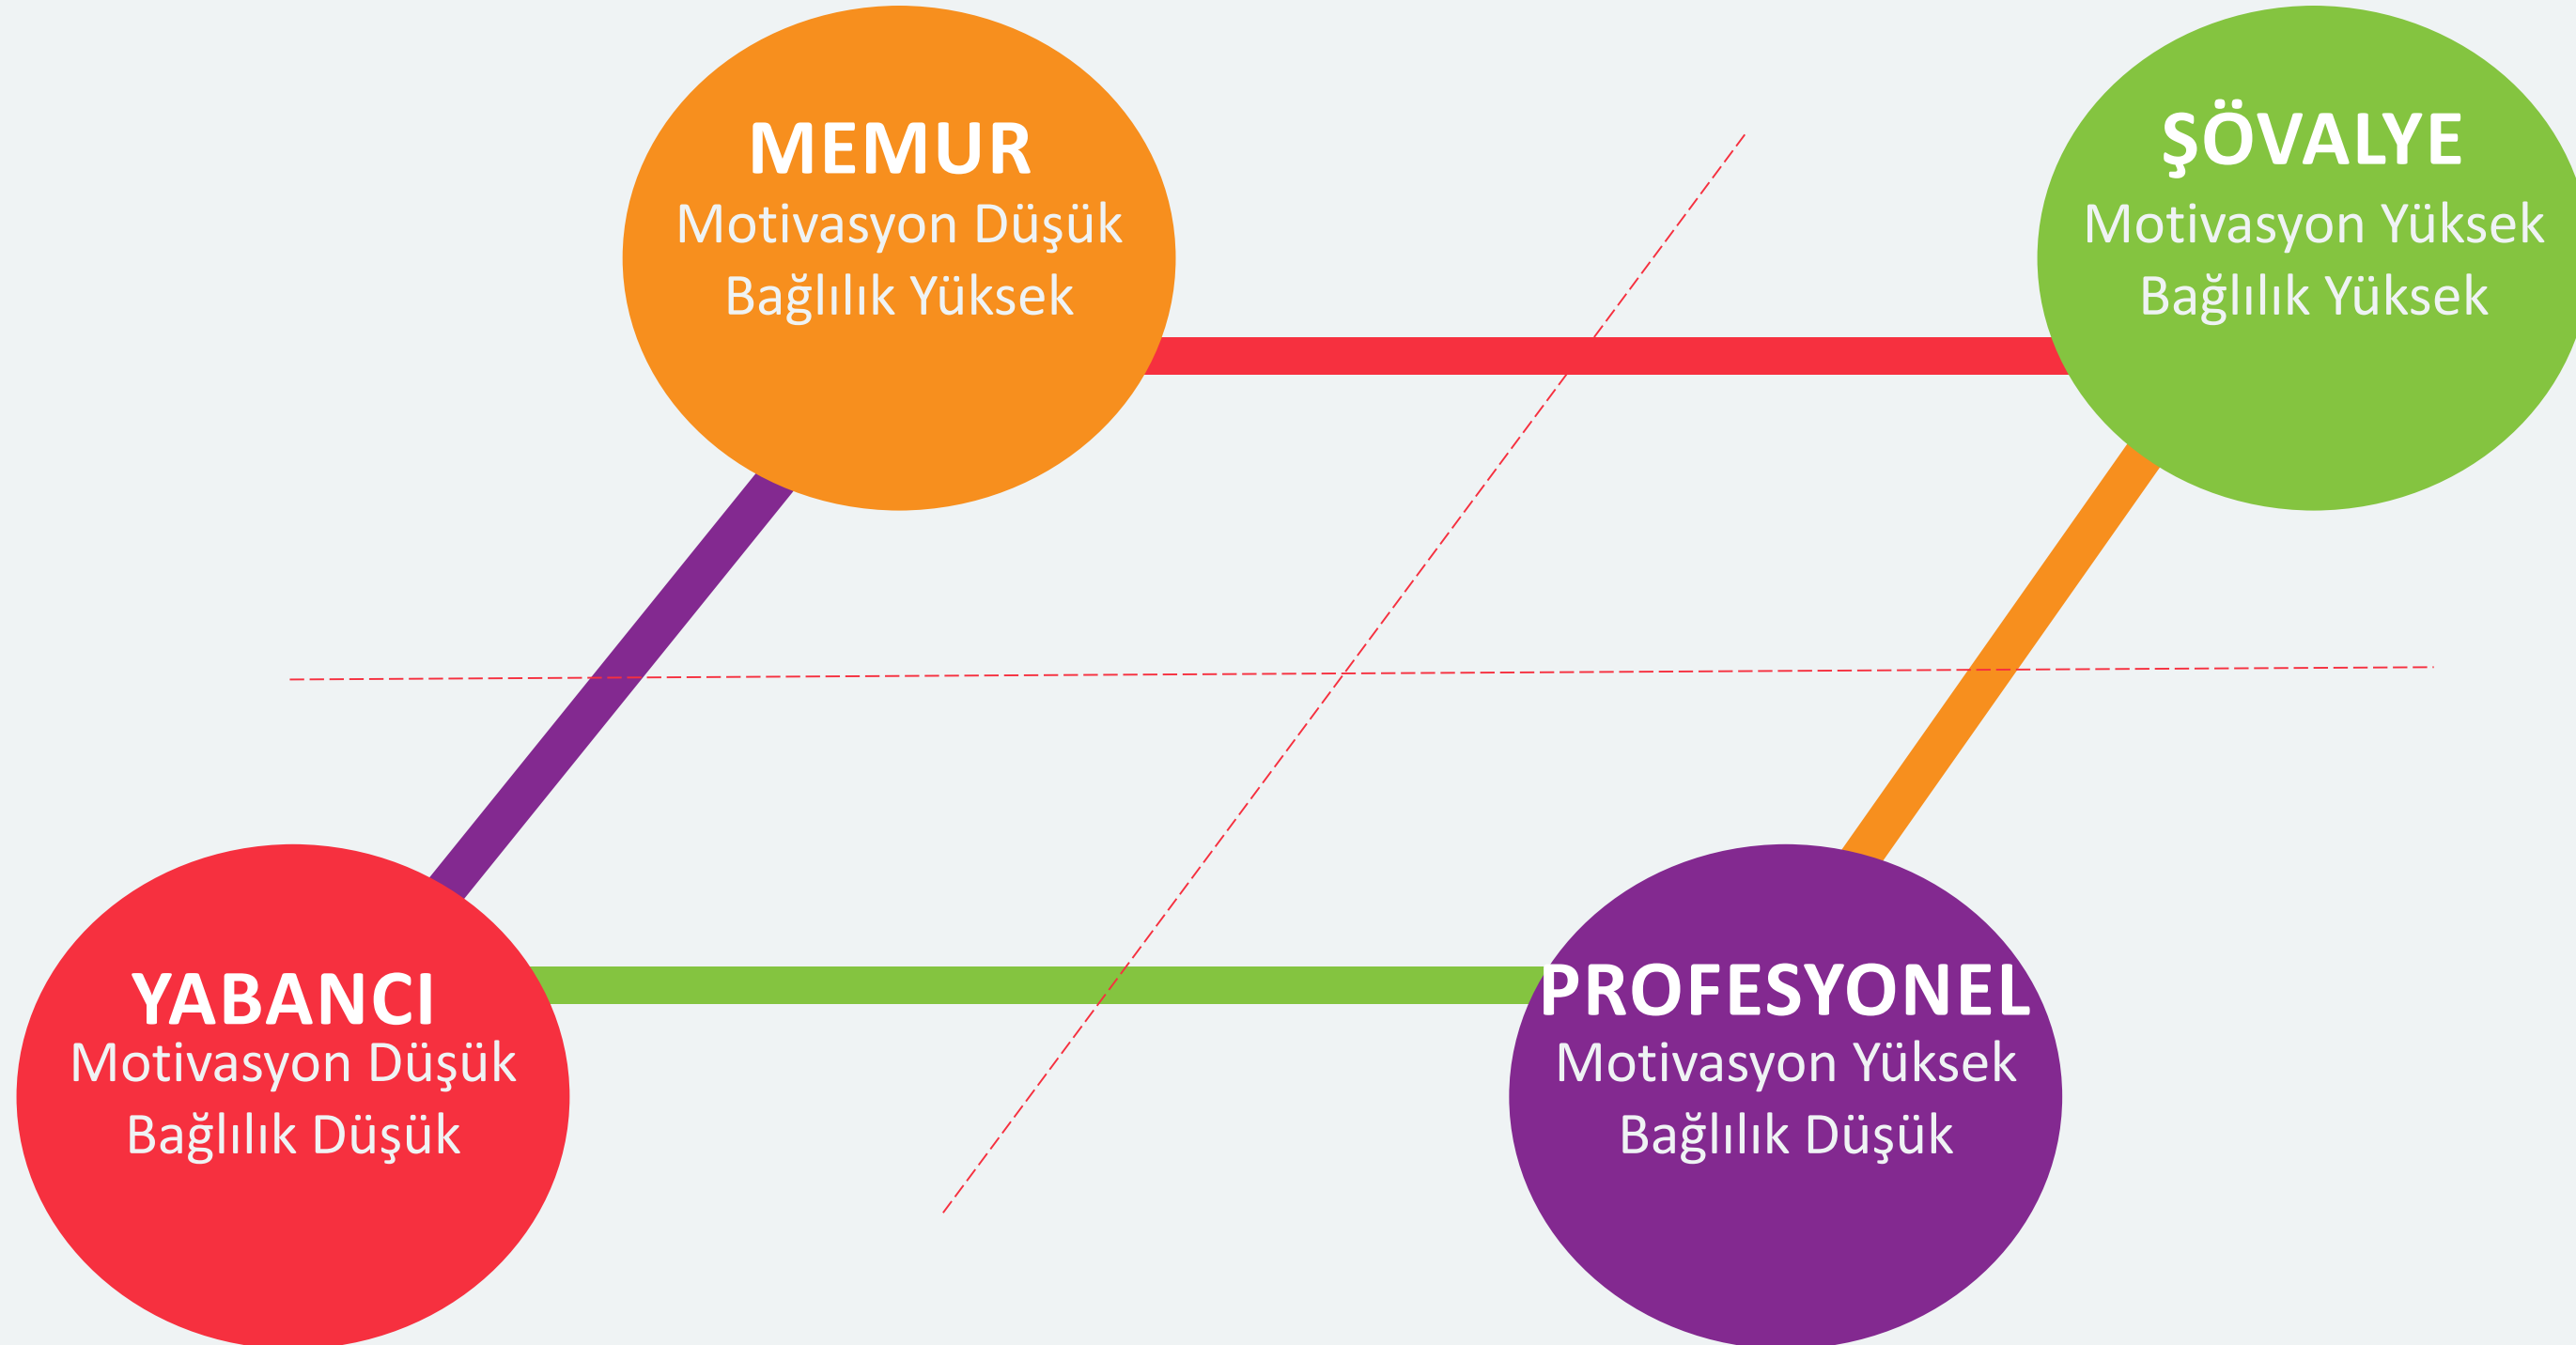 MEMUR
Motivasyon Düşük
Bağlılık Yüksek
ŞÖVALYE
Motivasyon Yüksek
Bağlılık Yüksek
YABANCI
Motivasyon Düşük
Bağlılık Düşük
PROFESYONEL
Motivasyon Yüksek
Bağlılık Düşük